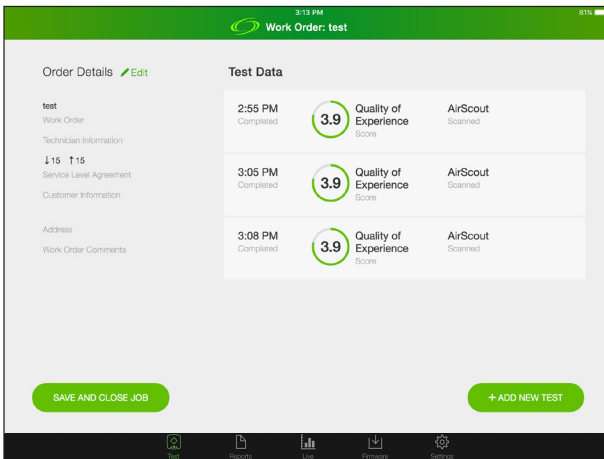 3:13 PM
81%
Work Order: test
Order Details Edit
test
Work Order
Technician Information
↓15 ↑15
Service Level Agreement
Customer Information
Address
Work Order Comments
Test Data
2:55 PM
Completed
3.9
Quality of
Experience
Score
AirScout
Scanned
3:05 PM
Completed
3.9
Quality of
Experience
Score
AirScout
Scanned
3:08 PM
Completed
3.9
Quality of
Experience
Score
AirScout
Scanned
SAVE AND CLOSE JOB
+ ADD NEW TEST
Test
Reports
Live
Firmware
Settings